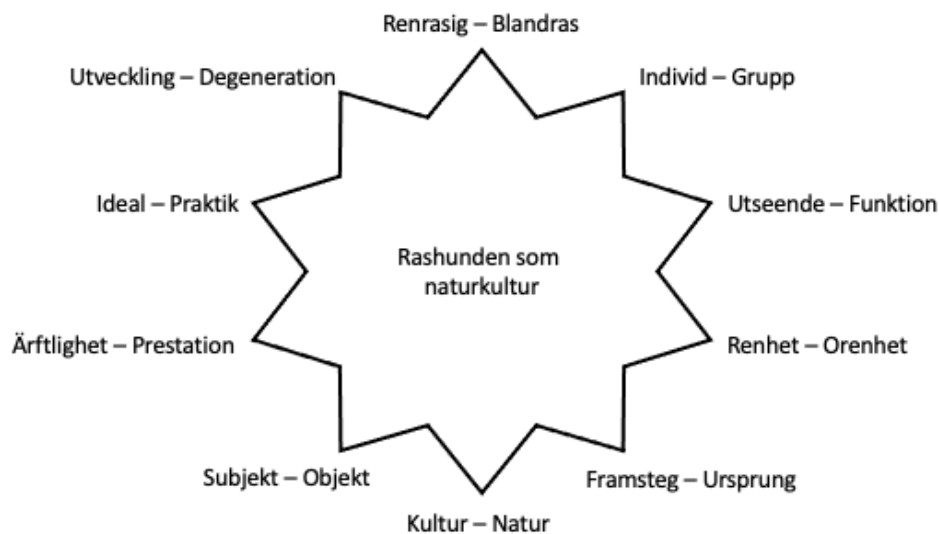 Renrasig – Blandras
Utveckling – Degeneration
Individ – Grupp
Ideal – Praktik
Utseende – Funktion
Rashunden som
naturkultur
Ärftlighet – Prestation
Renhet – Orenhet
Subjekt – Objekt
Framsteg – Ursprung
Kultur – Natur